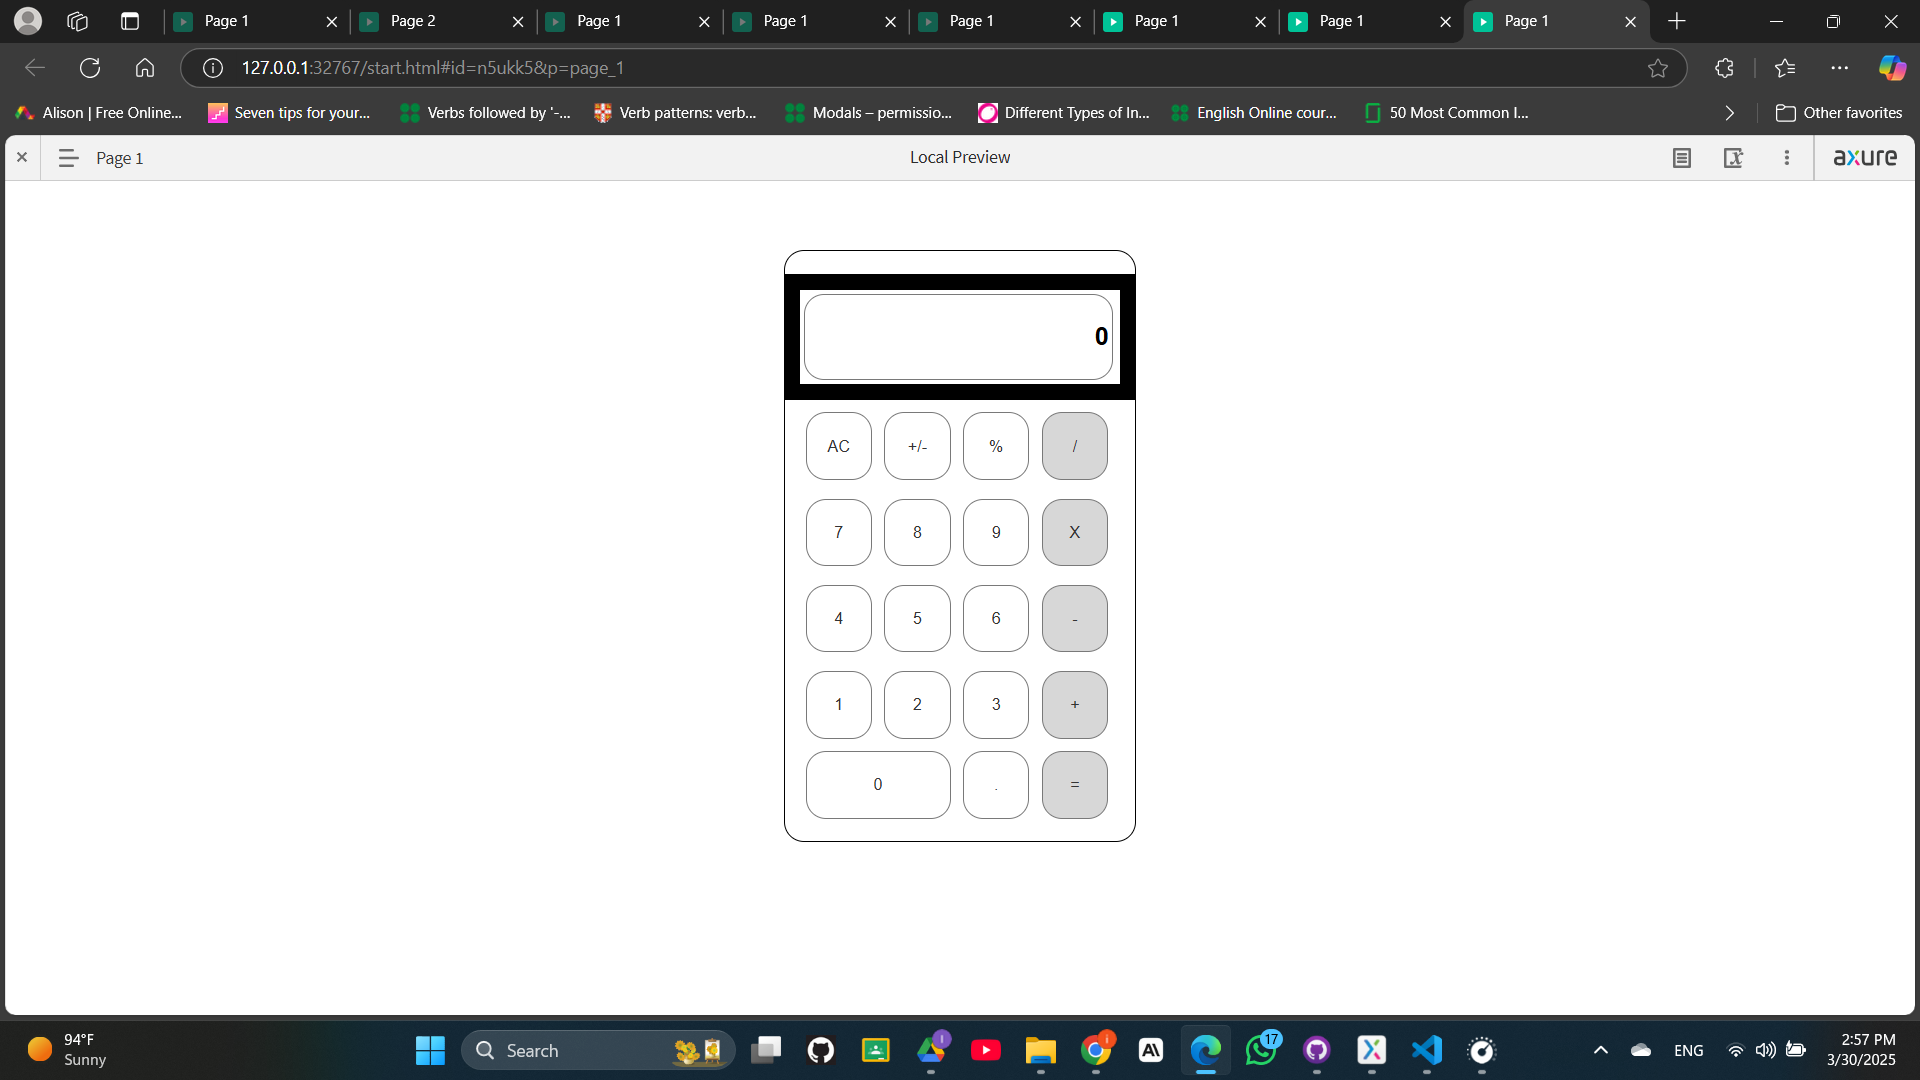 Page 1
Page 2
Page 1
Page 1
Page 1
Page 1
Page 1
Page 1
127.0.0.1:32767/start.html#id=n5ukk5&p=page_1
Alison | Free Online...
Seven tips for your...
Verbs followed by '-...
Verb patterns: verb...
Modals – permissio...
Different Types of In...
English Online cour...
50 Most Common I...
Other favorites
Page 1
Local Preview
axure
0
AC +/- % /
7 8 9 X
4 5 6 -
1 2 3 +
0 . =
94°F
Sunny
Search
17
ENG
2:57 PM
3/30/2025